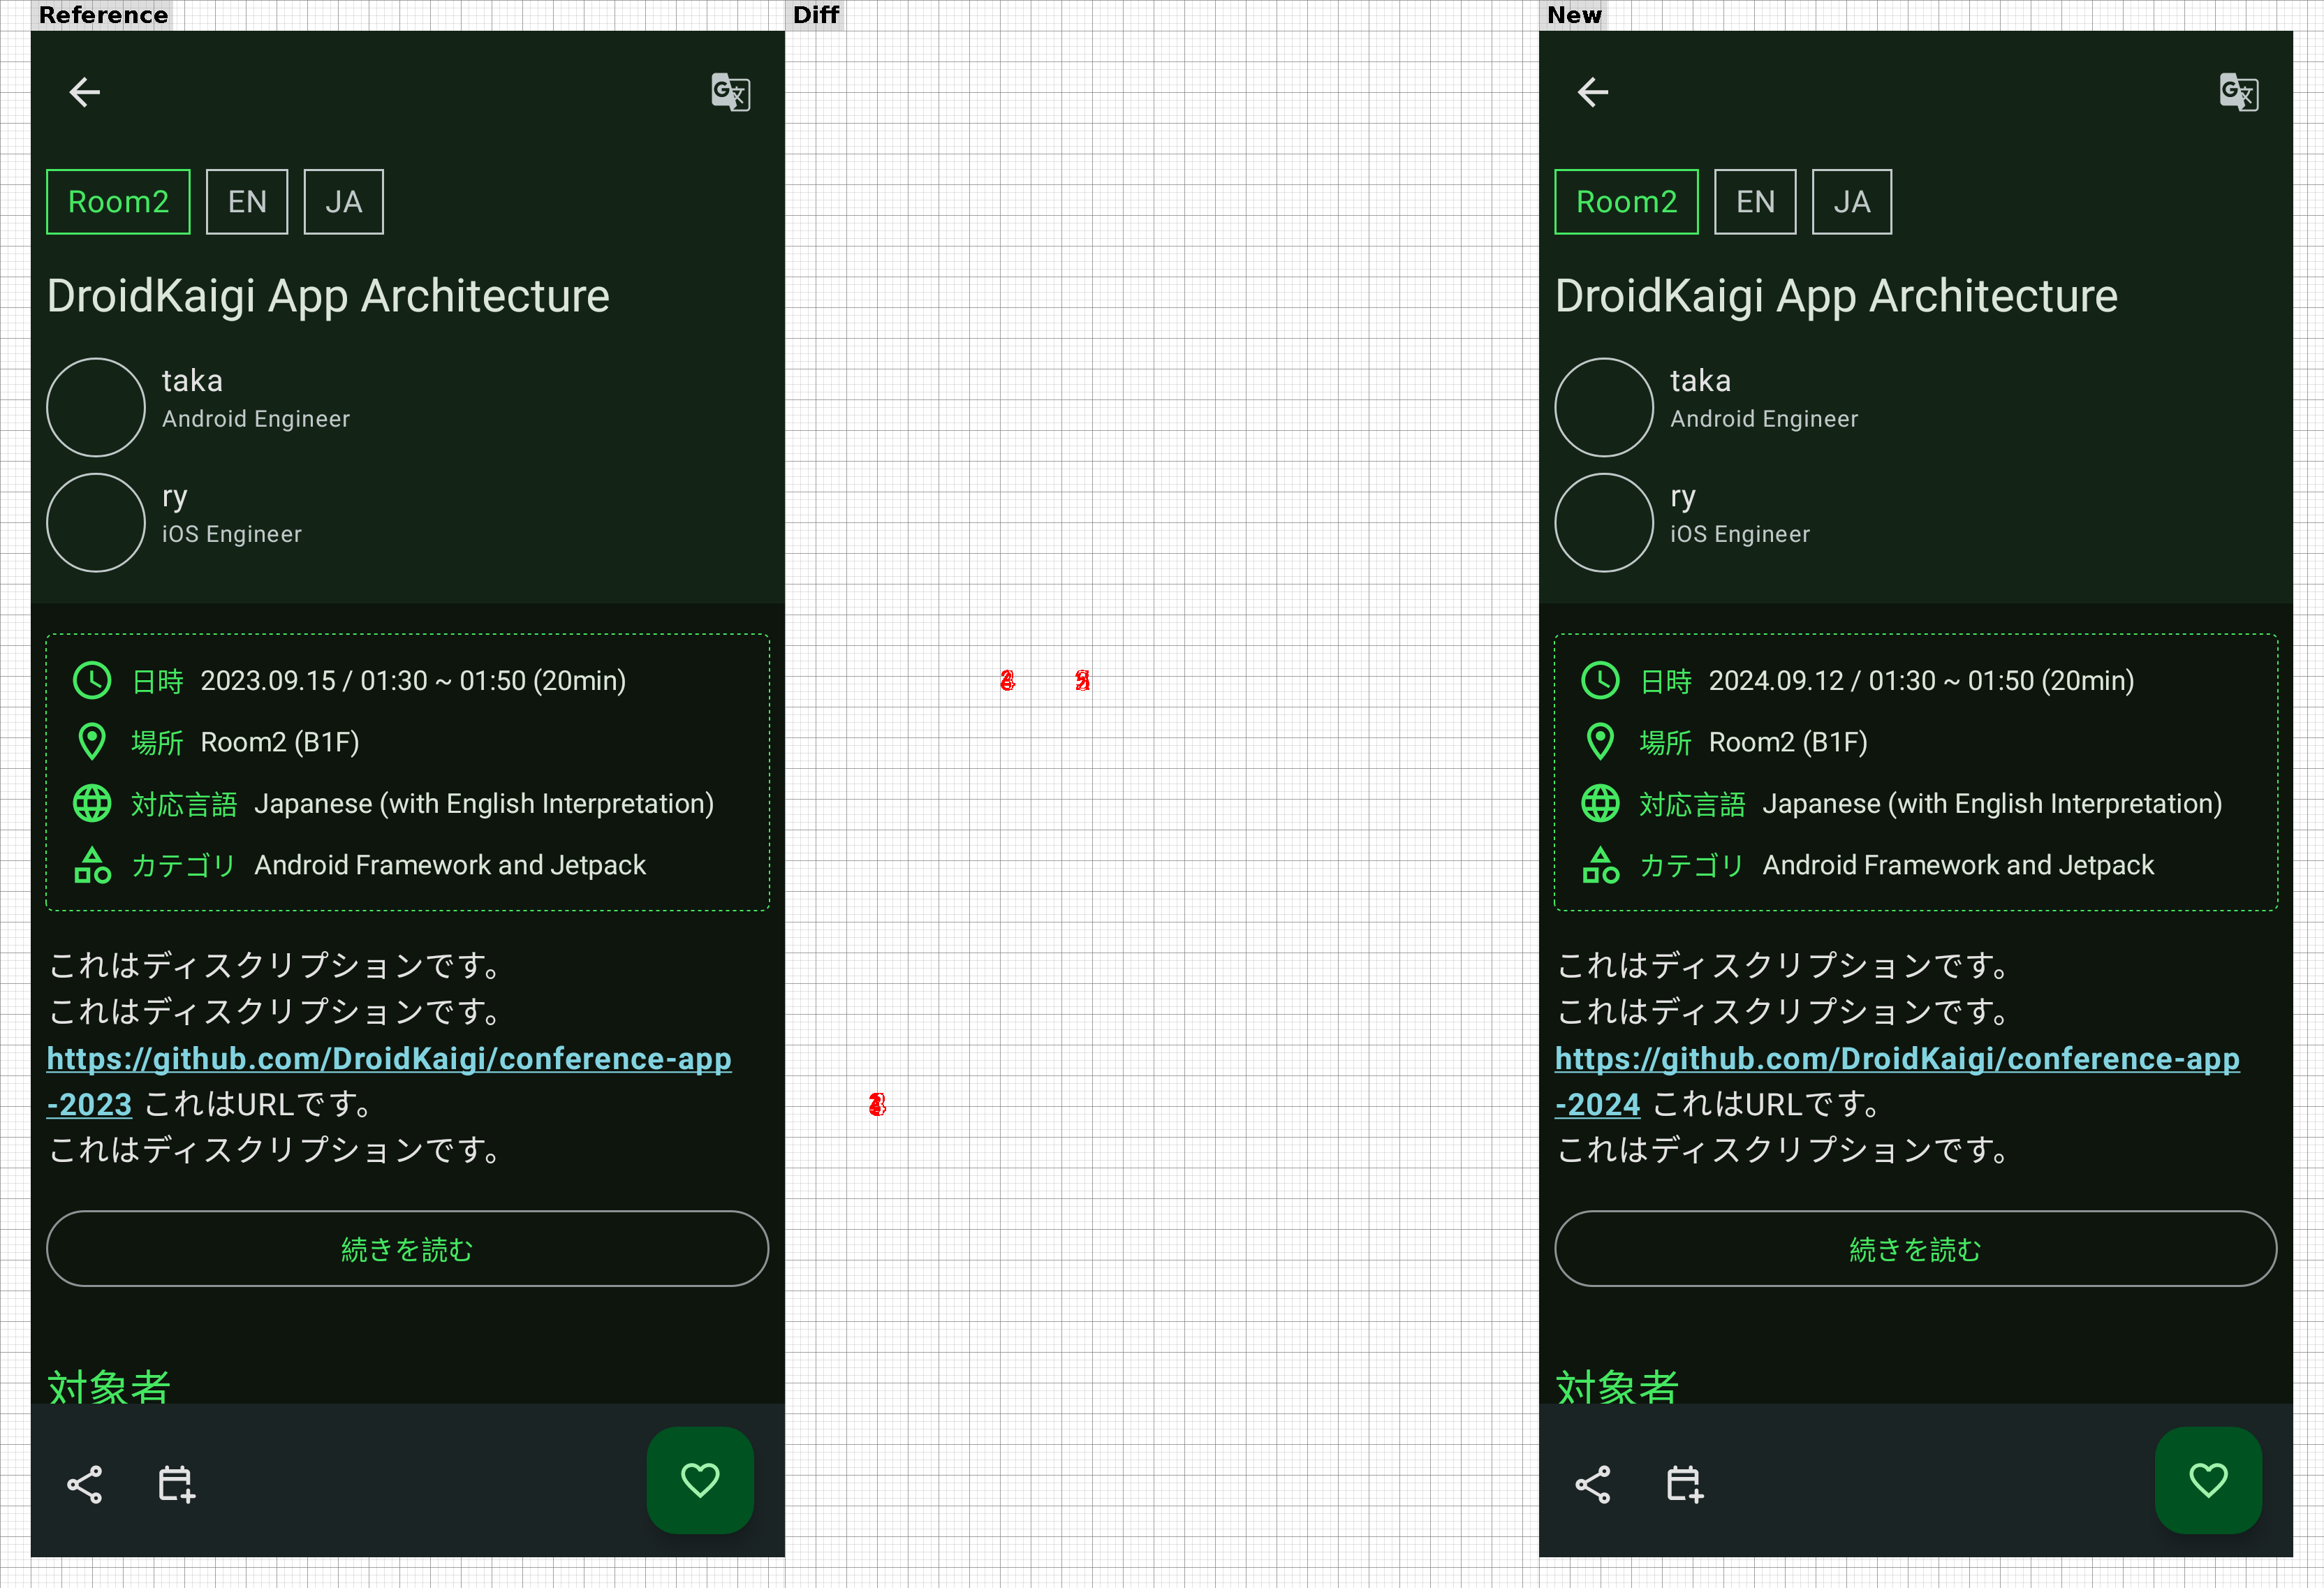 Reference
Room2 EN JA
DroidKaigi App Architecture
taka
Android Engineer
ry
iOS Engineer
日時 2023.09.15 / 01:30 ~ 01:50 (20min)
場所 Room2 (B1F)
対応言語 Japanese (with English Interpretation)
カテゴリ Android Framework and Jetpack
これはディスクリプションです。
これはディスクリプションです。
https://github.com/DroidKaigi/conference-app
-2023 これはURLです。
これはディスクリプションです。
続きを読む
対象者
Diff
New
Room2 EN JA
DroidKaigi App Architecture
taka
Android Engineer
ry
iOS Engineer
日時 2024.09.12 / 01:30 ~ 01:50 (20min)
場所 Room2 (B1F)
対応言語 Japanese (with English Interpretation)
カテゴリ Android Framework and Jetpack
これはディスクリプションです。
これはディスクリプションです。
https://github.com/DroidKaigi/conference-app
-2024 これはURLです。
これはディスクリプションです。
続きを読む
対象者